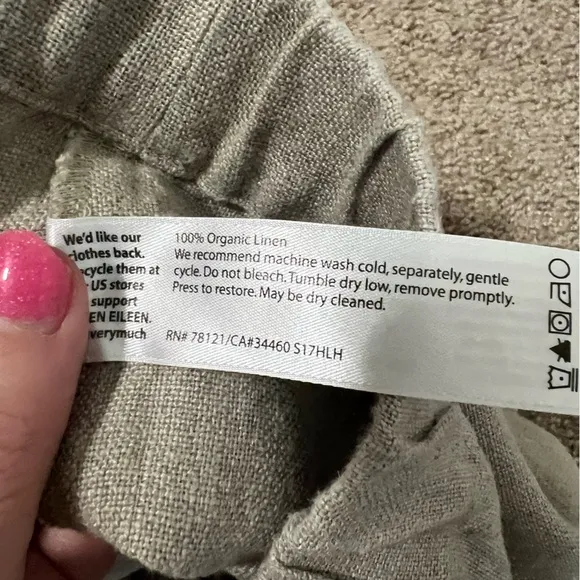 We'd like our
clothes back.
cycle them at
US stores
support
EN EILEEN.
verymuch
100% Organic Linen
We recommend machine wash cold, separately, gentle
cycle. Do not bleach. Tumble dry low, remove promptly.
Press to restore. May be dry cleaned.
RN# 78121/CA#34460 S17HLH